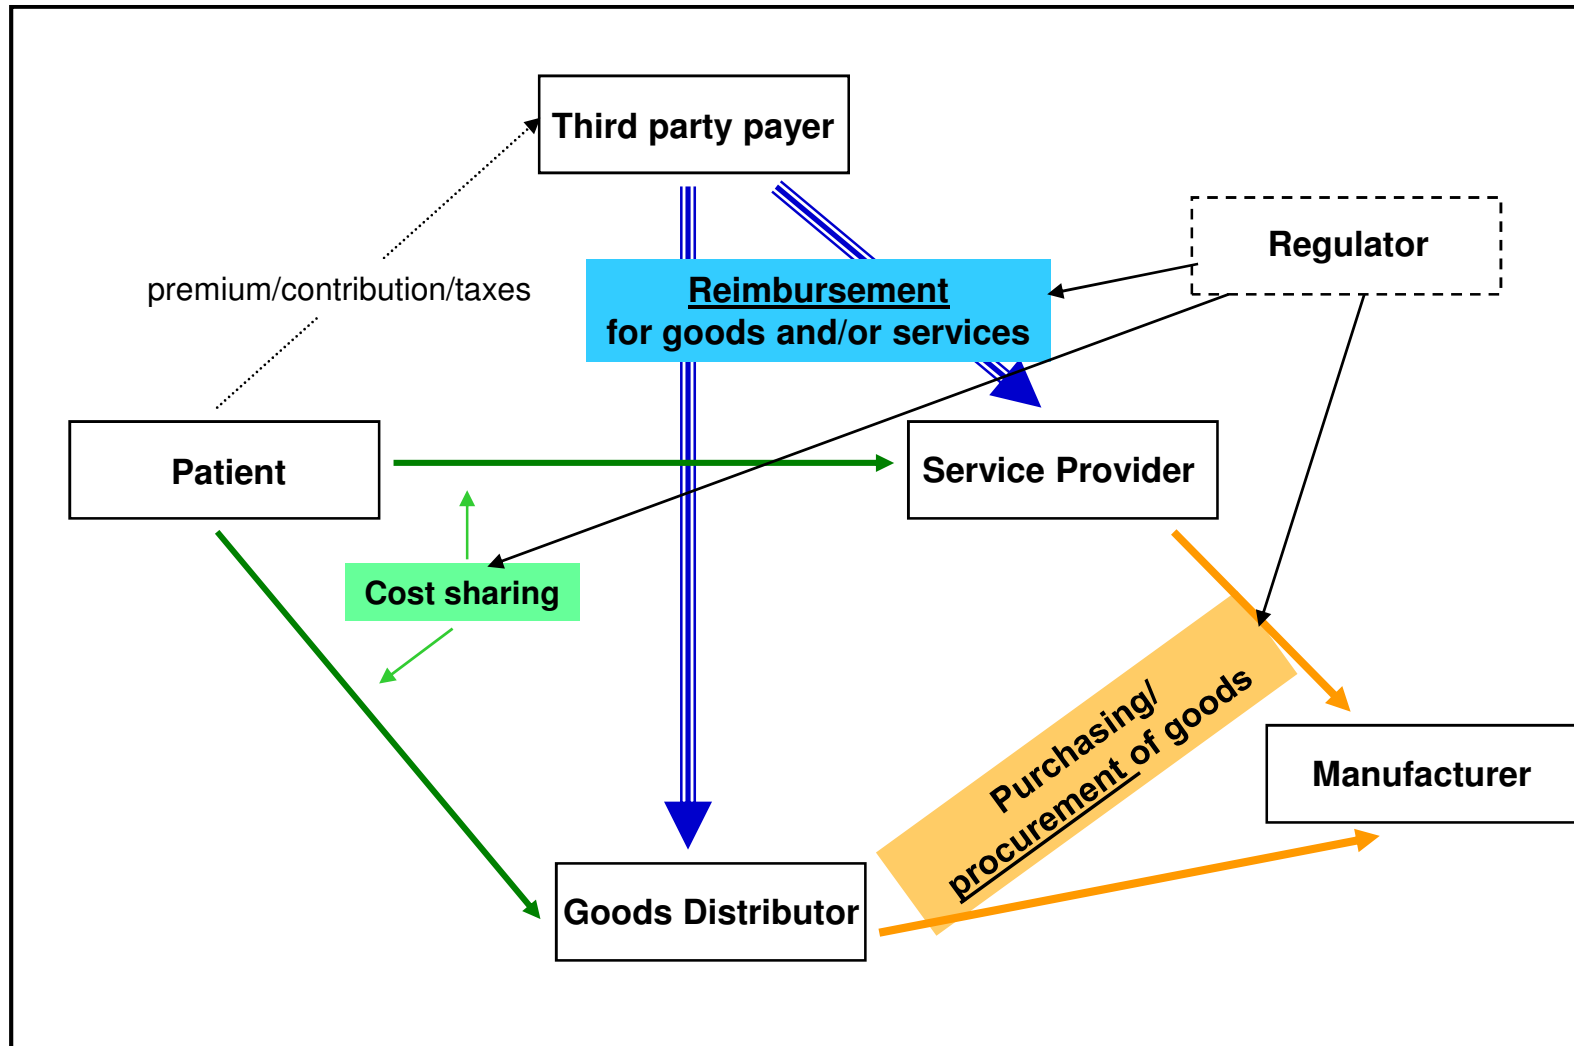 Third party payer
Regulator
premium/contribution/taxes
Reimbursement
for goods and/or services
Patient
Service Provider
Cost sharing
Purchasing/
procurement of goods
Manufacturer
Goods Distributor